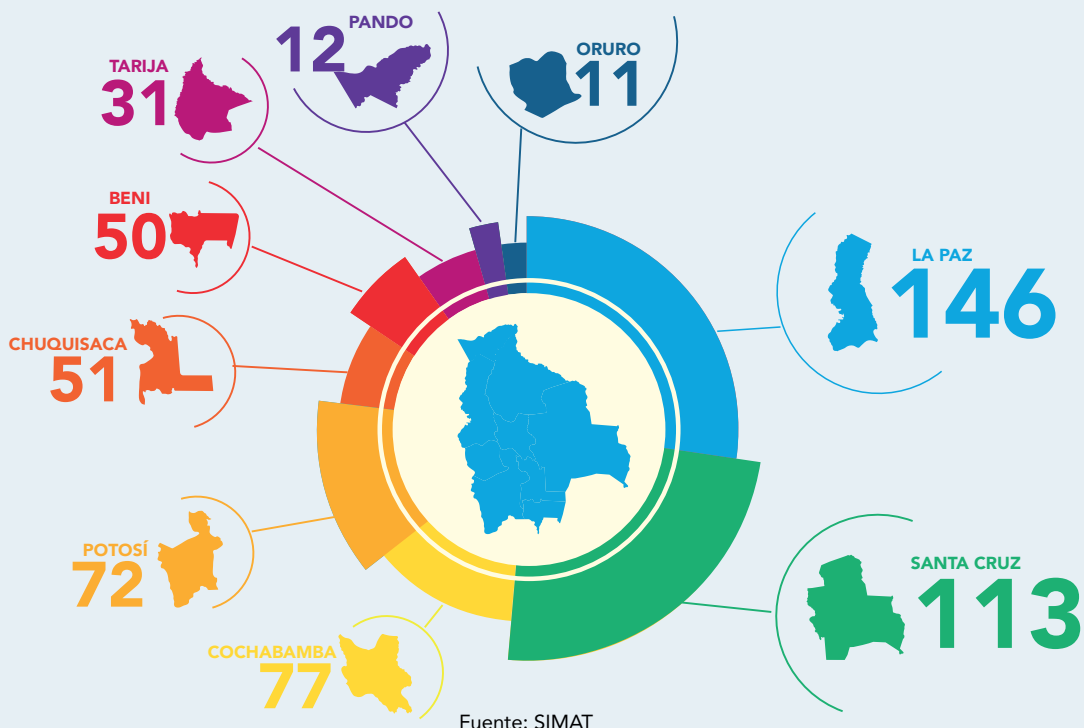 PANDO
12
ORURO
11
TARIJA
31
BENI
50
LA PAZ
146
CHUQUISACA
51
POTOSÍ
72
SANTA CRUZ
113
COCHABAMBA
77
Fuente: SIMAT